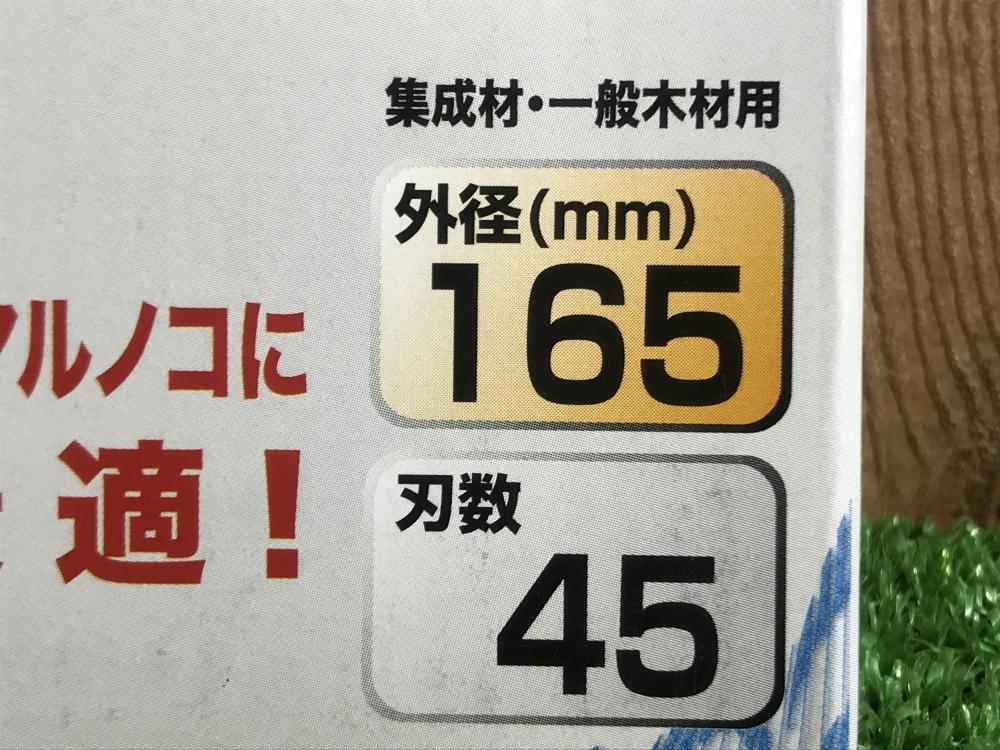 集成材・一般木材用
外径(mm)
165
マルノコに
適！
刃数
45